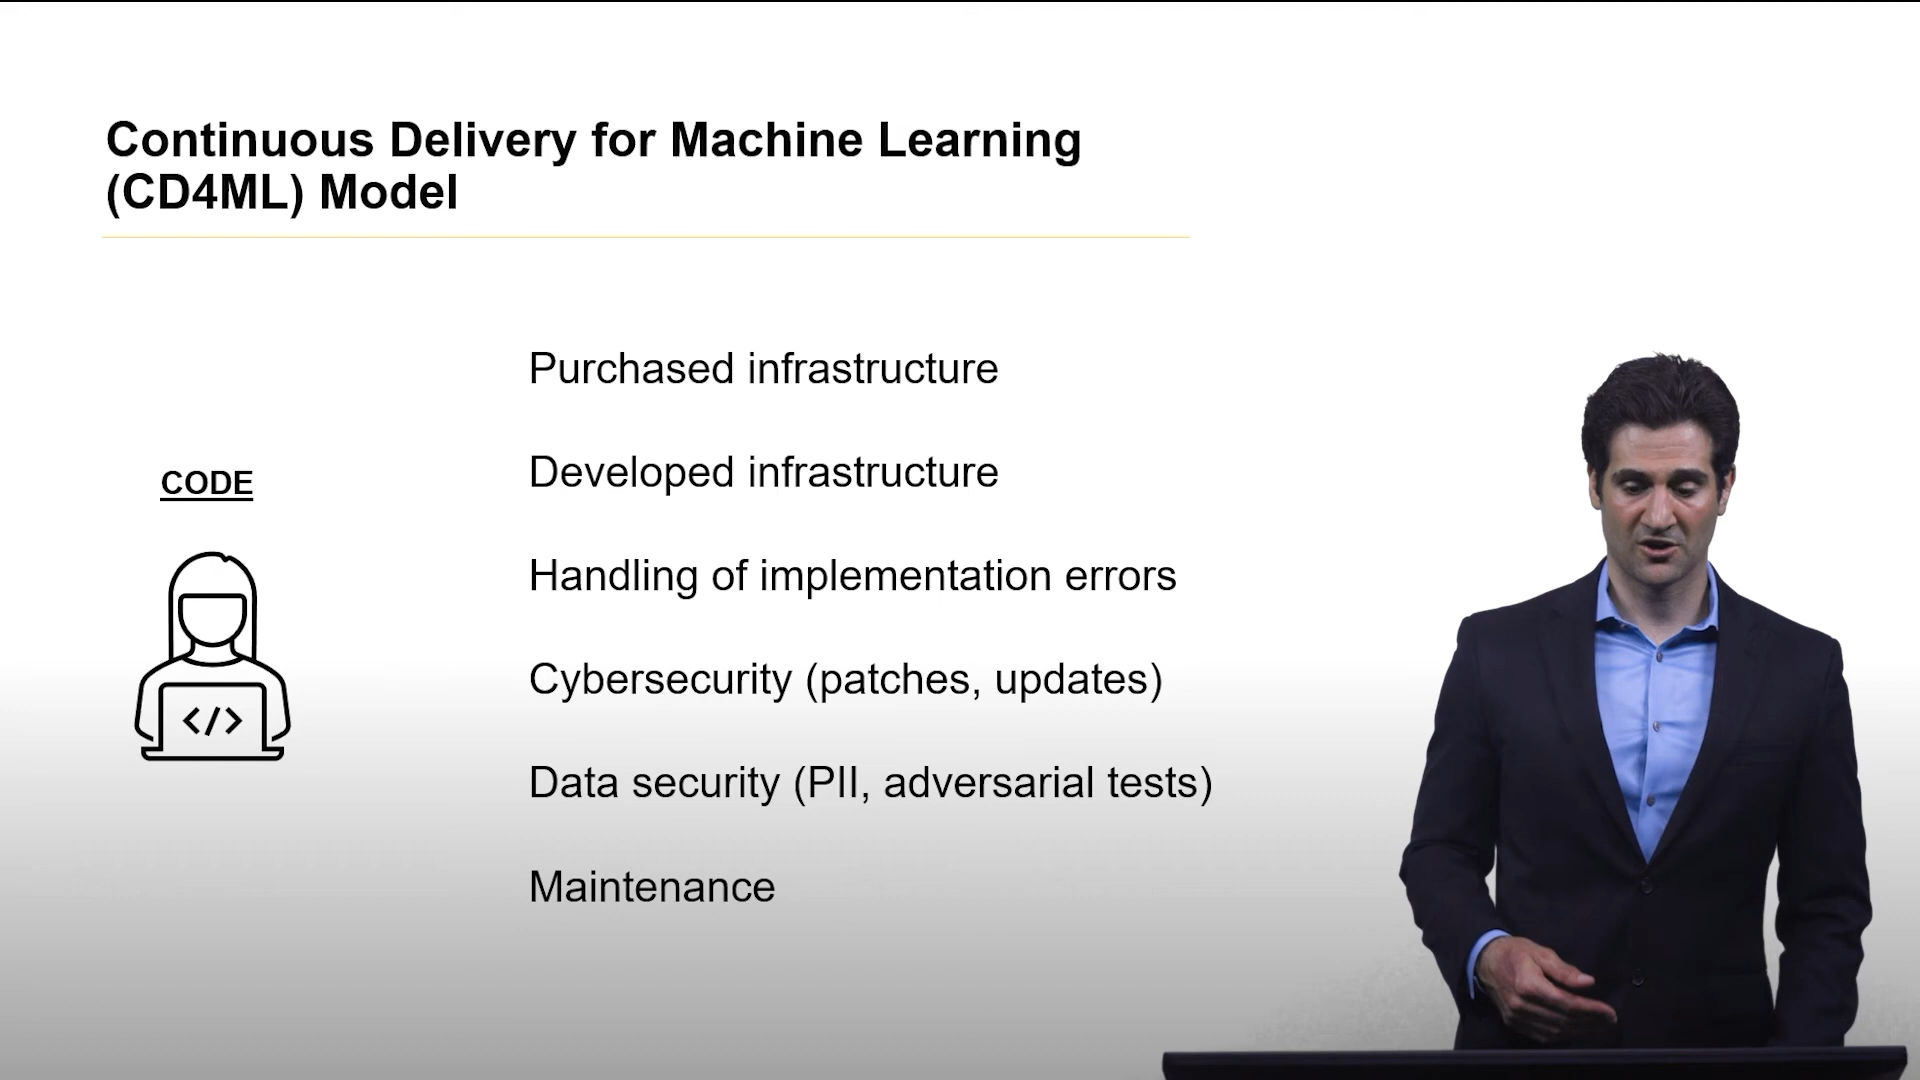 Continuous Delivery for Machine Learning
(CD4ML) Model
CODE
</>
Purchased infrastructure
Developed infrastructure
Handling of implementation errors
Cybersecurity (patches, updates)
Data security (PII, adversarial tests)
Maintenance